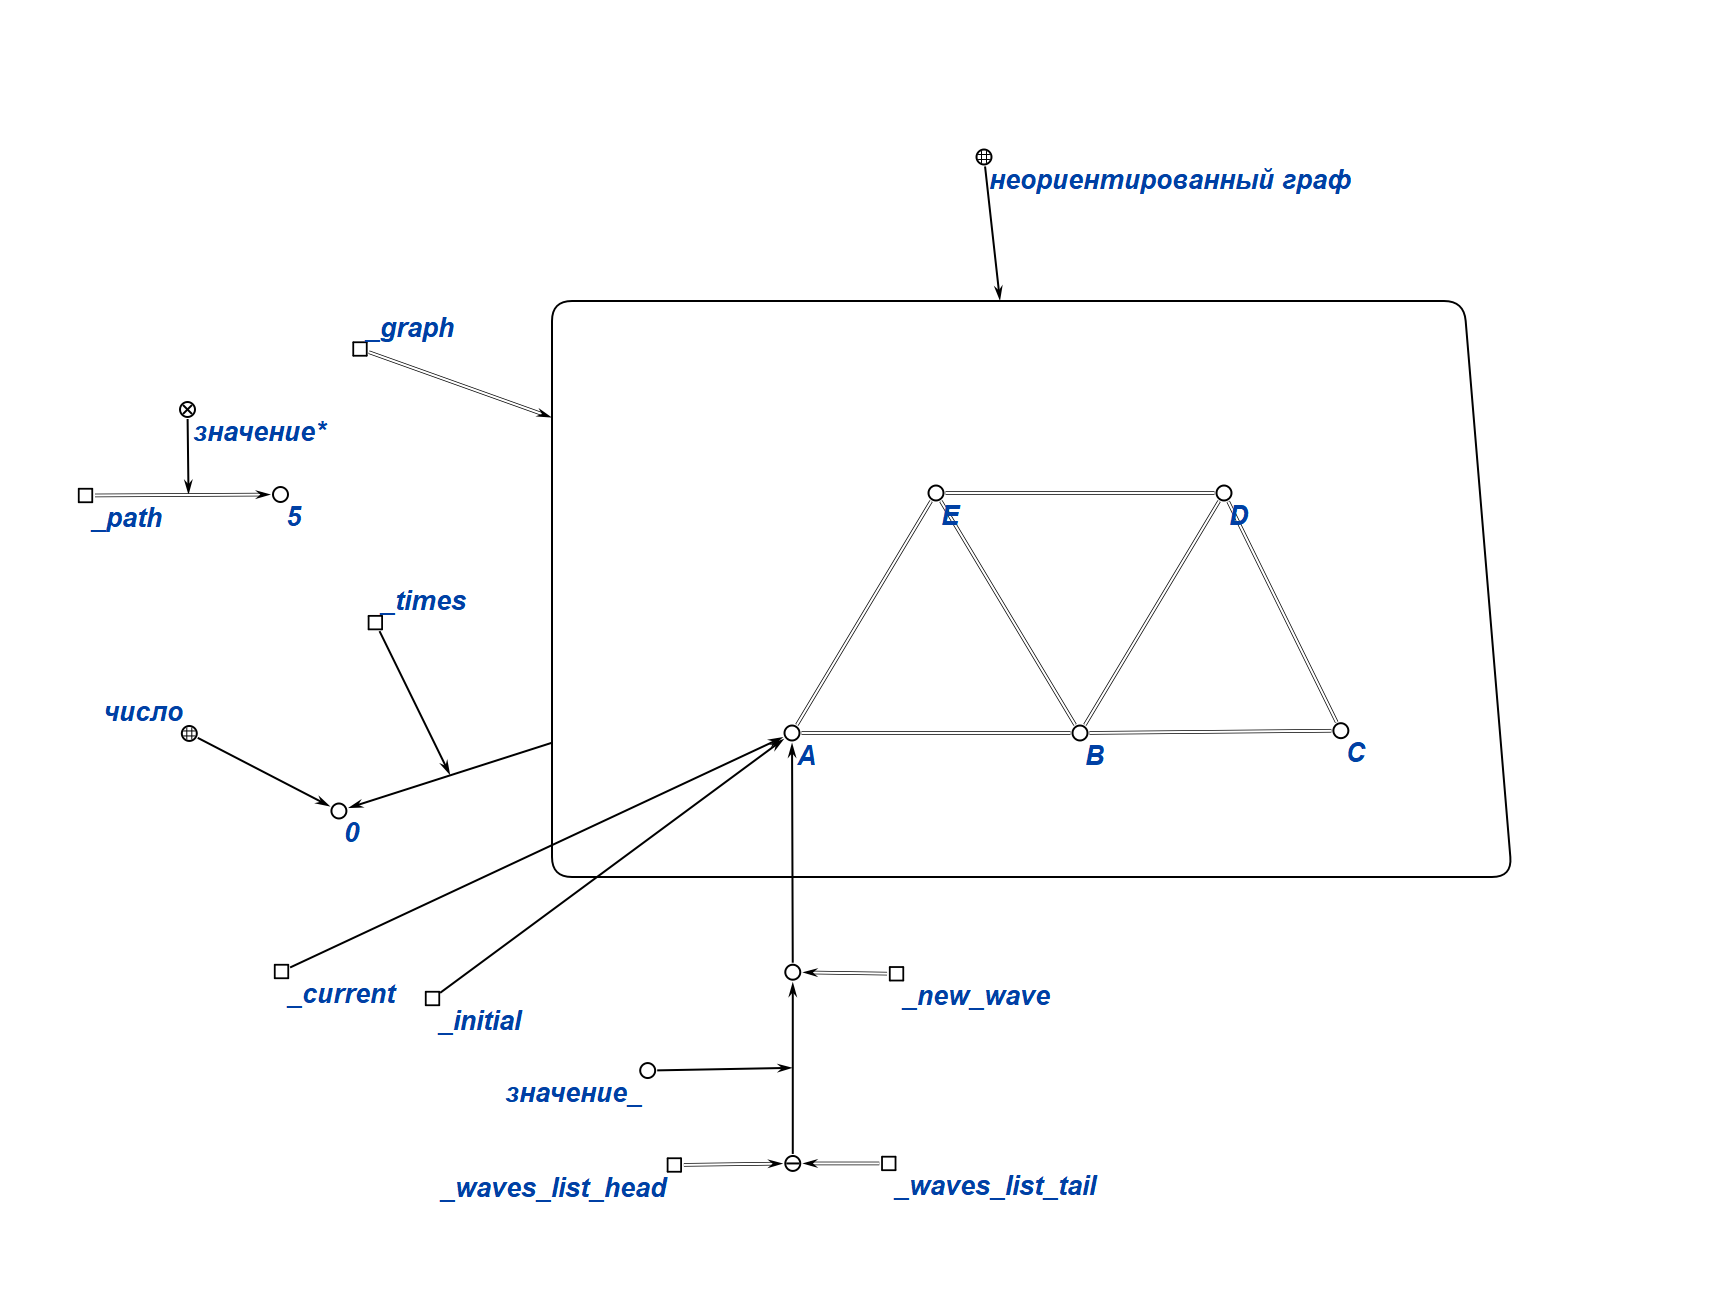 неориентированный граф
_graph
значение*
_path
5
E
D
_times
число
A
B
C
0
_current
_new_wave
_initial
значение_
_waves_list_head
_waves_list_tail